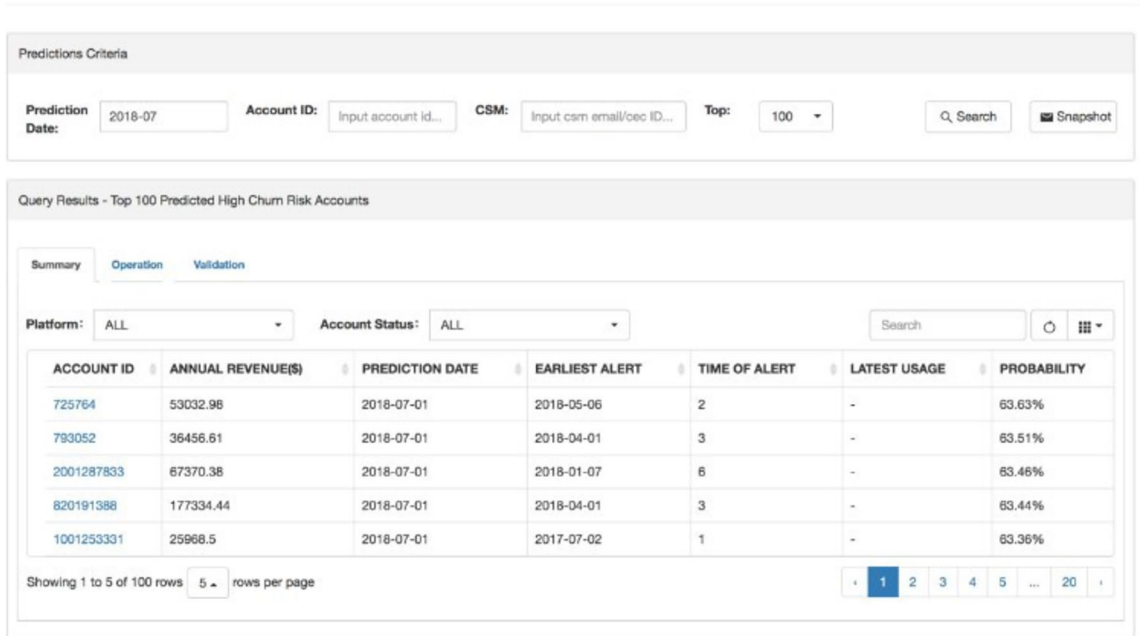 Predictions Criteria
Prediction Date: 2018-07 Account ID: Input account id... CSM: Input csm email/cec ID... Top: 100 Search Snapshot
Query Results - Top 100 Predicted High Churn Risk Accounts
Summary Operation Validation
Platform: ALL Account Status: ALL Search
ACCOUNT ID ANNUAL REVENUE($) PREDICTION DATE EARLIEST ALERT TIME OF ALERT LATEST USAGE PROBABILITY
725764 53032.98 2018-07-01 2018-05-06 2 - 63.63%
793052 36456.61 2018-07-01 2018-04-01 3 - 63.51%
2001287833 67370.38 2018-07-01 2018-01-07 6 - 63.46%
820191388 177334.44 2018-07-01 2018-04-01 3 - 63.44%
1001253331 25968.5 2018-07-01 2017-07-02 1 - 63.36%
Showing 1 to 5 of 100 rows 5 rows per page ‹ 1 2 3 4 5 ... 20 ›